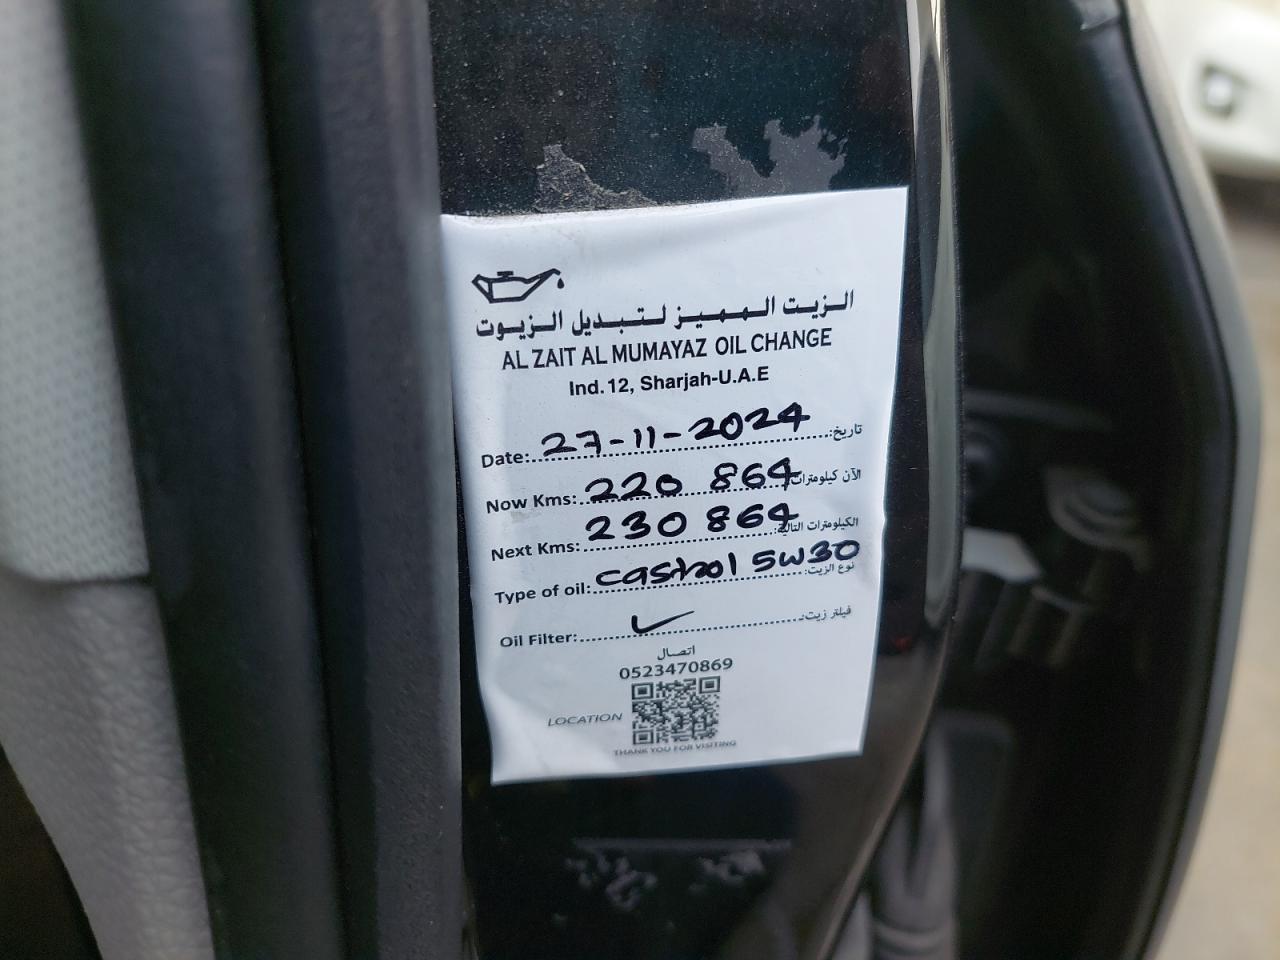 الزيت المميز لتبديل الزيوت
AL ZAIT AL MUMAYAZ OIL CHANGE
Ind. 12, Sharjah-U.A.E
Date: 27-11-2024 تاريخ:
Now Kms: 220 864 الآن كيلومترات:
Next Kms: 230 864 الكيلومترات التالية:
Type of oil: castrol 5w30 نوع الزيت:
Oil Filter: ✓ فيلتر زيت:
اتصال
0523470869
LOCATION
THANK YOU FOR VISITING